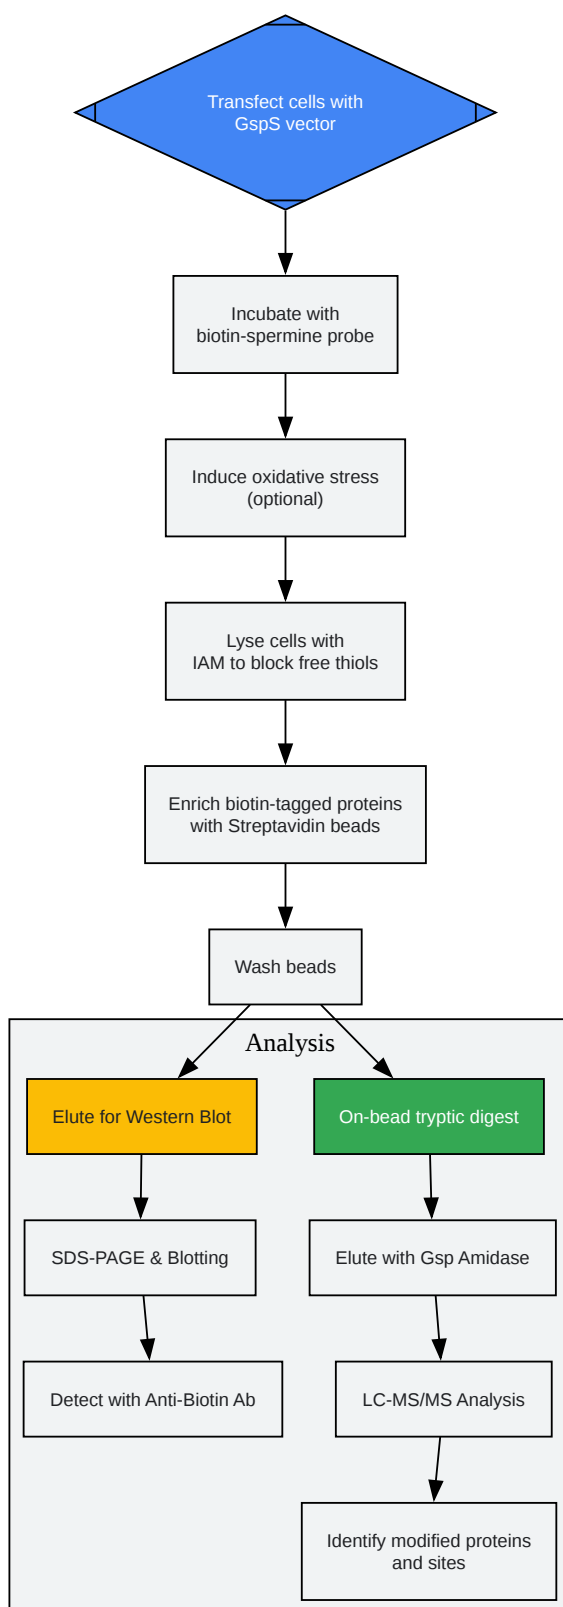 Transfect cells with
GspS vector
Incubate with
biotin-spermine probe
Induce oxidative stress
(optional)
Lyse cells with
IAM to block free thiols
Enrich biotin-tagged proteins
with Streptavidin beads
Wash beads
Analysis
Elute for Western Blot
On-bead tryptic digest
SDS-PAGE & Blotting
Elute with Gsp Amidase
Detect with Anti-Biotin Ab
LC-MS/MS Analysis
Identify modified proteins
and sites